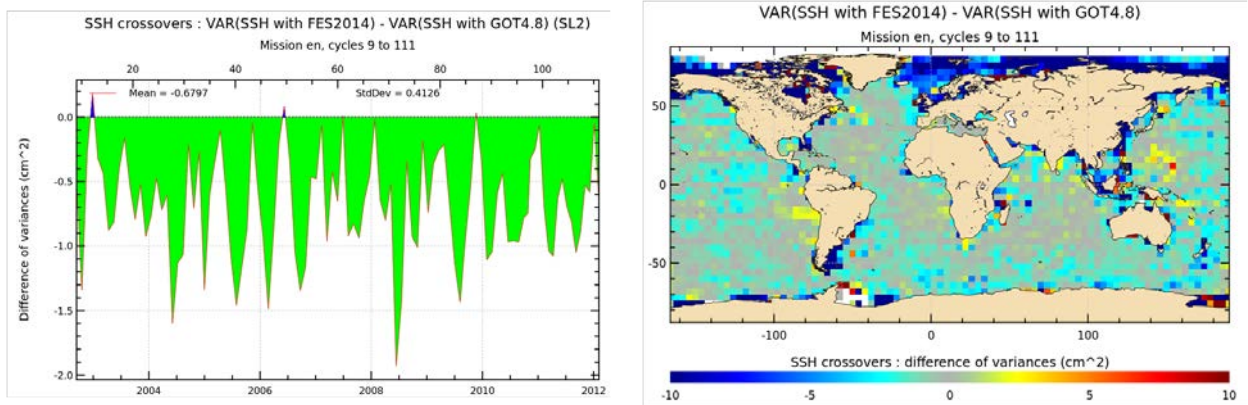 SSH crossovers : VAR(SSH with FES2014) - VAR(SSH with GOT4.8) (SL2)
Mission en, cycles 9 to 111
20 40 60 80 100
Mean = -0.6797 StdDev = 0.4126
Difference of variances (cm^2)
0.0
-0.5
-1.0
-1.5
-2.0
2004 2006 2008 2010 2012
VAR(SSH with FES2014) - VAR(SSH with GOT4.8)
Mission en, cycles 9 to 111
50
0
-50
-100 0 100
SSH crossovers : difference of variances (cm^2)
-10 -5 0 5 10